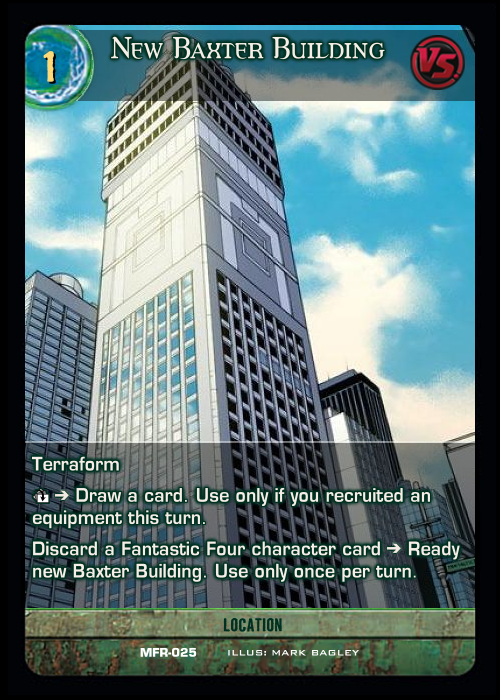 1
New Baxter Building
VS.
Terraform
➔ Draw a card. Use only if you recruited an
equipment this turn.
Discard a Fantastic Four character card ➔ Ready
new Baxter Building. Use only once per turn.
LOCATION
MFR-025 ILLUS: MARK BAGLEY